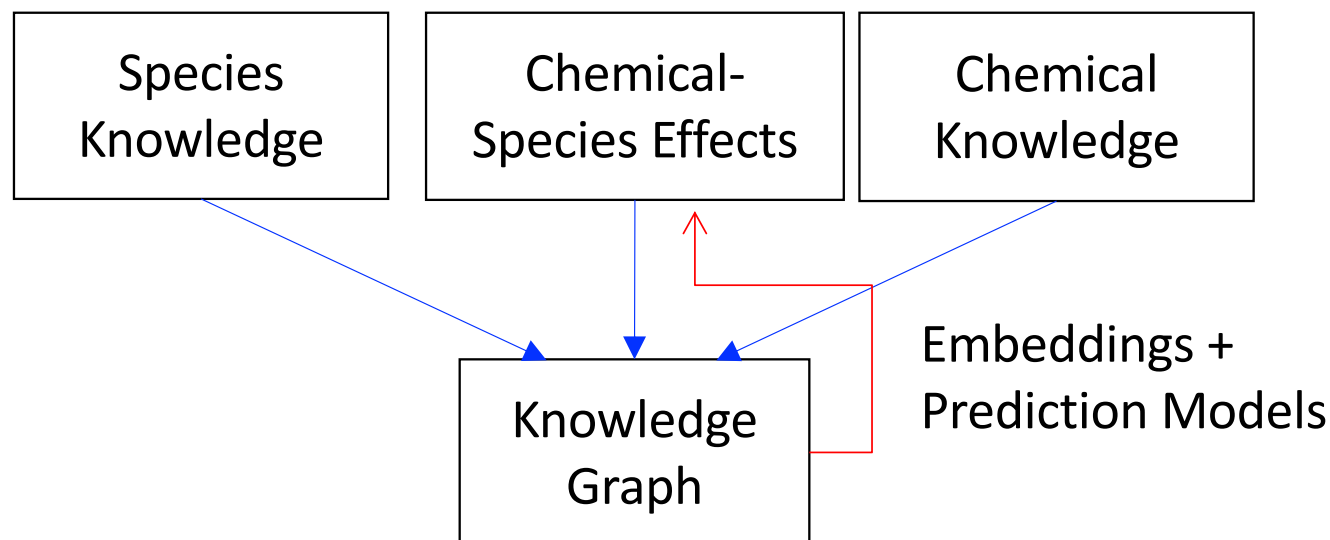 Species
Knowledge
Chemical-
Species Effects
Chemical
Knowledge
Embeddings +
Prediction Models
Knowledge
Graph